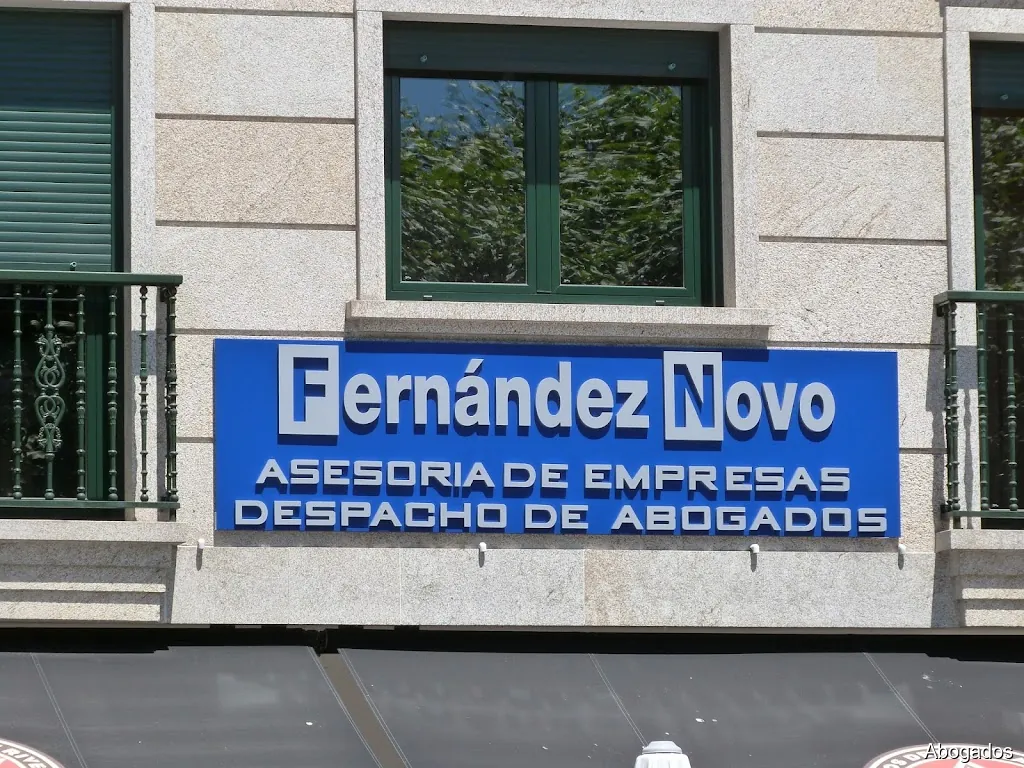 Fernández Novo
ASESORIA DE EMPRESAS
DESPACHO DE ABOGADOS
Abogados